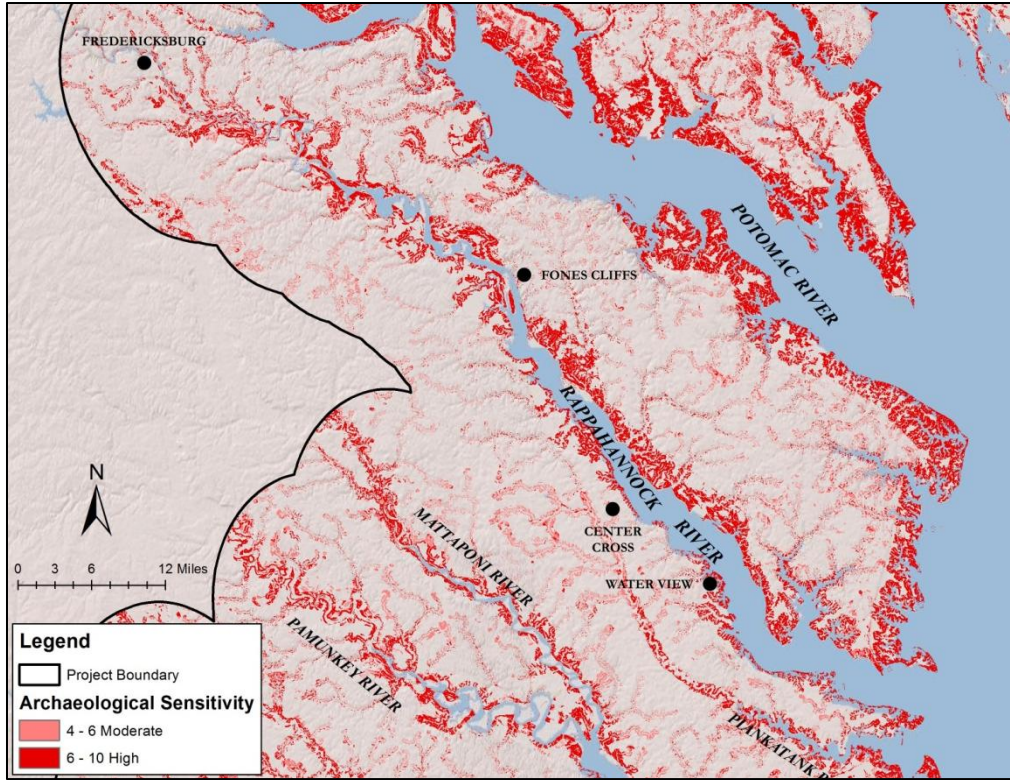 FREDERICKSBURG
POTOMAC RIVER
FONES CLIFFS
RAPPAHANNOCK RIVER
N
MATTAPONI RIVER
CENTER
CROSS
0 3 6 12 Miles
WATER VIEW
PAMUNKEY RIVER
PIANKATANK
Legend
Project Boundary
Archaeological Sensitivity
4 - 6 Moderate
6 - 10 High